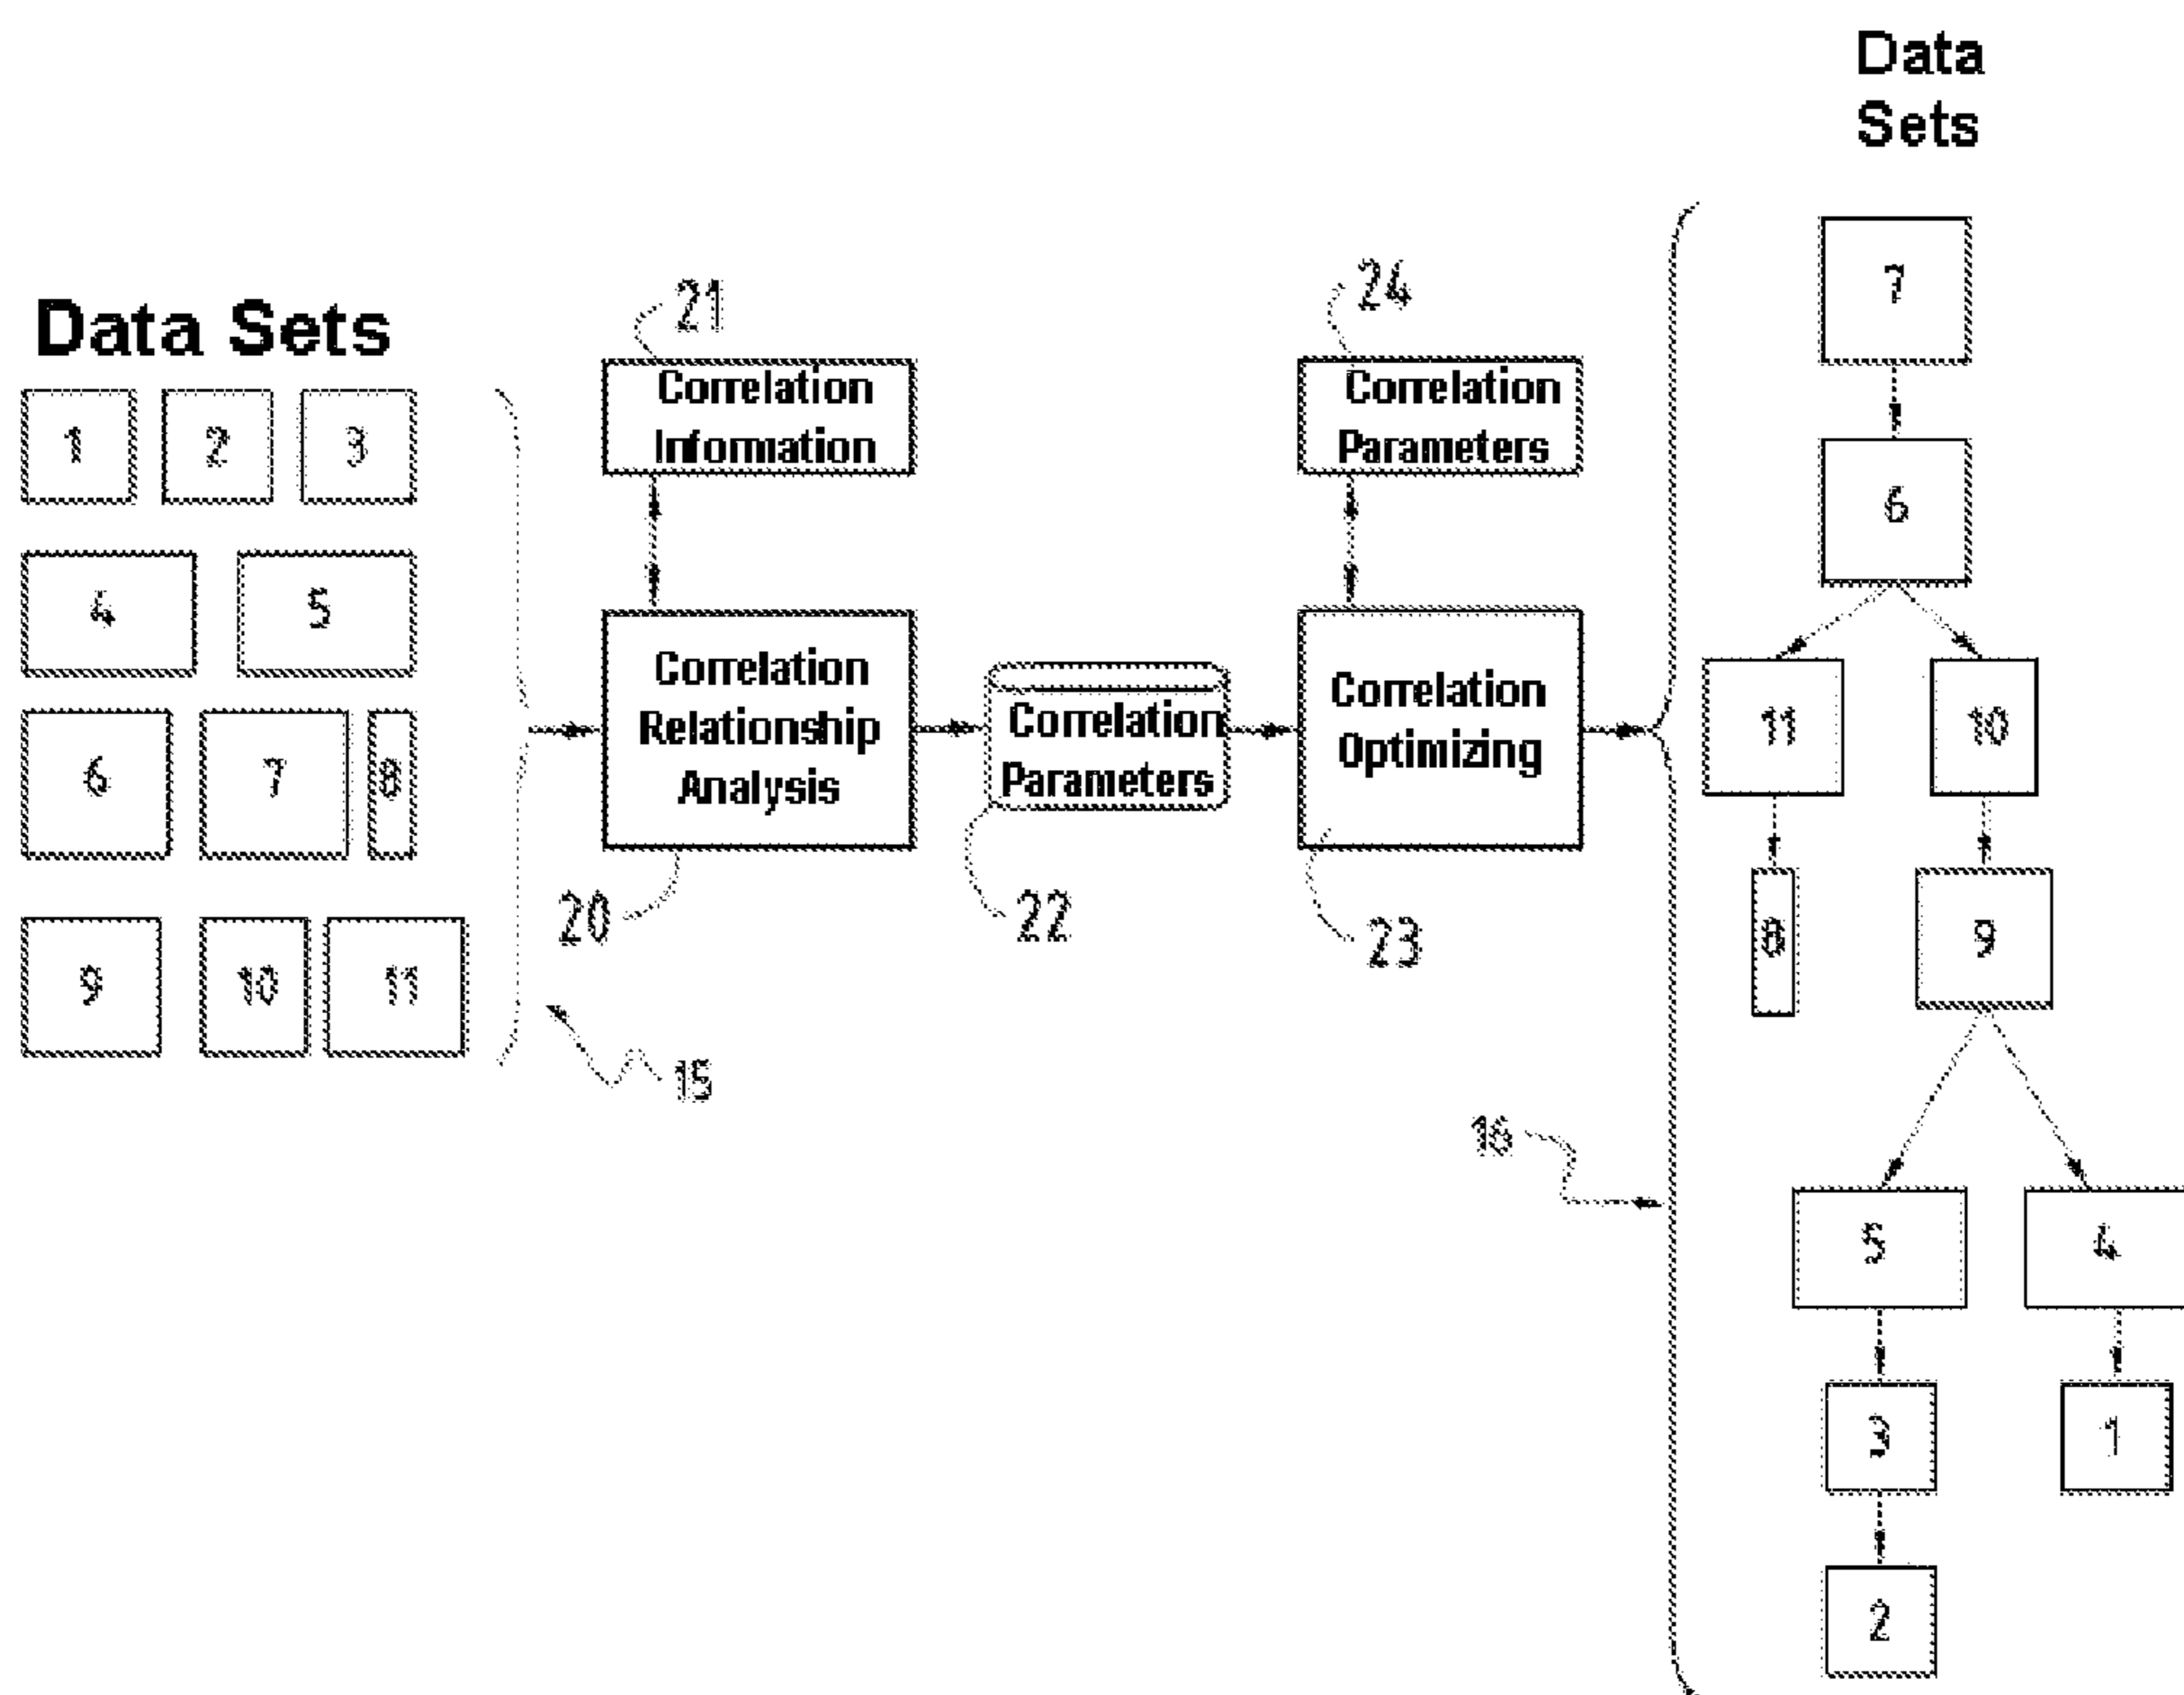 Data
Sets
Data Sets
1 2 3
4 5
6 7 8
9 10 11
15
21
Correlation
Information
Correlation
Relationship
Analysis
20
Correlation
Parameters
22
24
Correlation
Parameters
Correlation
Optimizing
23
16
7
6
11 10
8 9
5 4
3 1
2